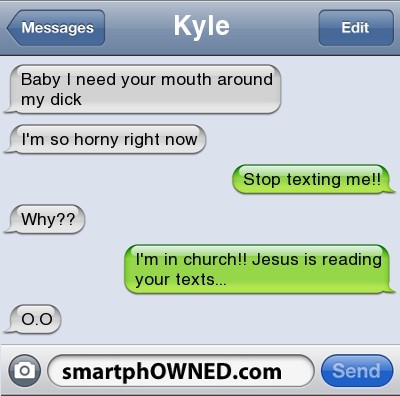 Messages
Kyle
Edit
Baby I need your mouth around
my dick
I'm so horny right now
Stop texting me!!
Why??
I'm in church!! Jesus is reading
your texts...
O.O
smartphOWNED.com
Send